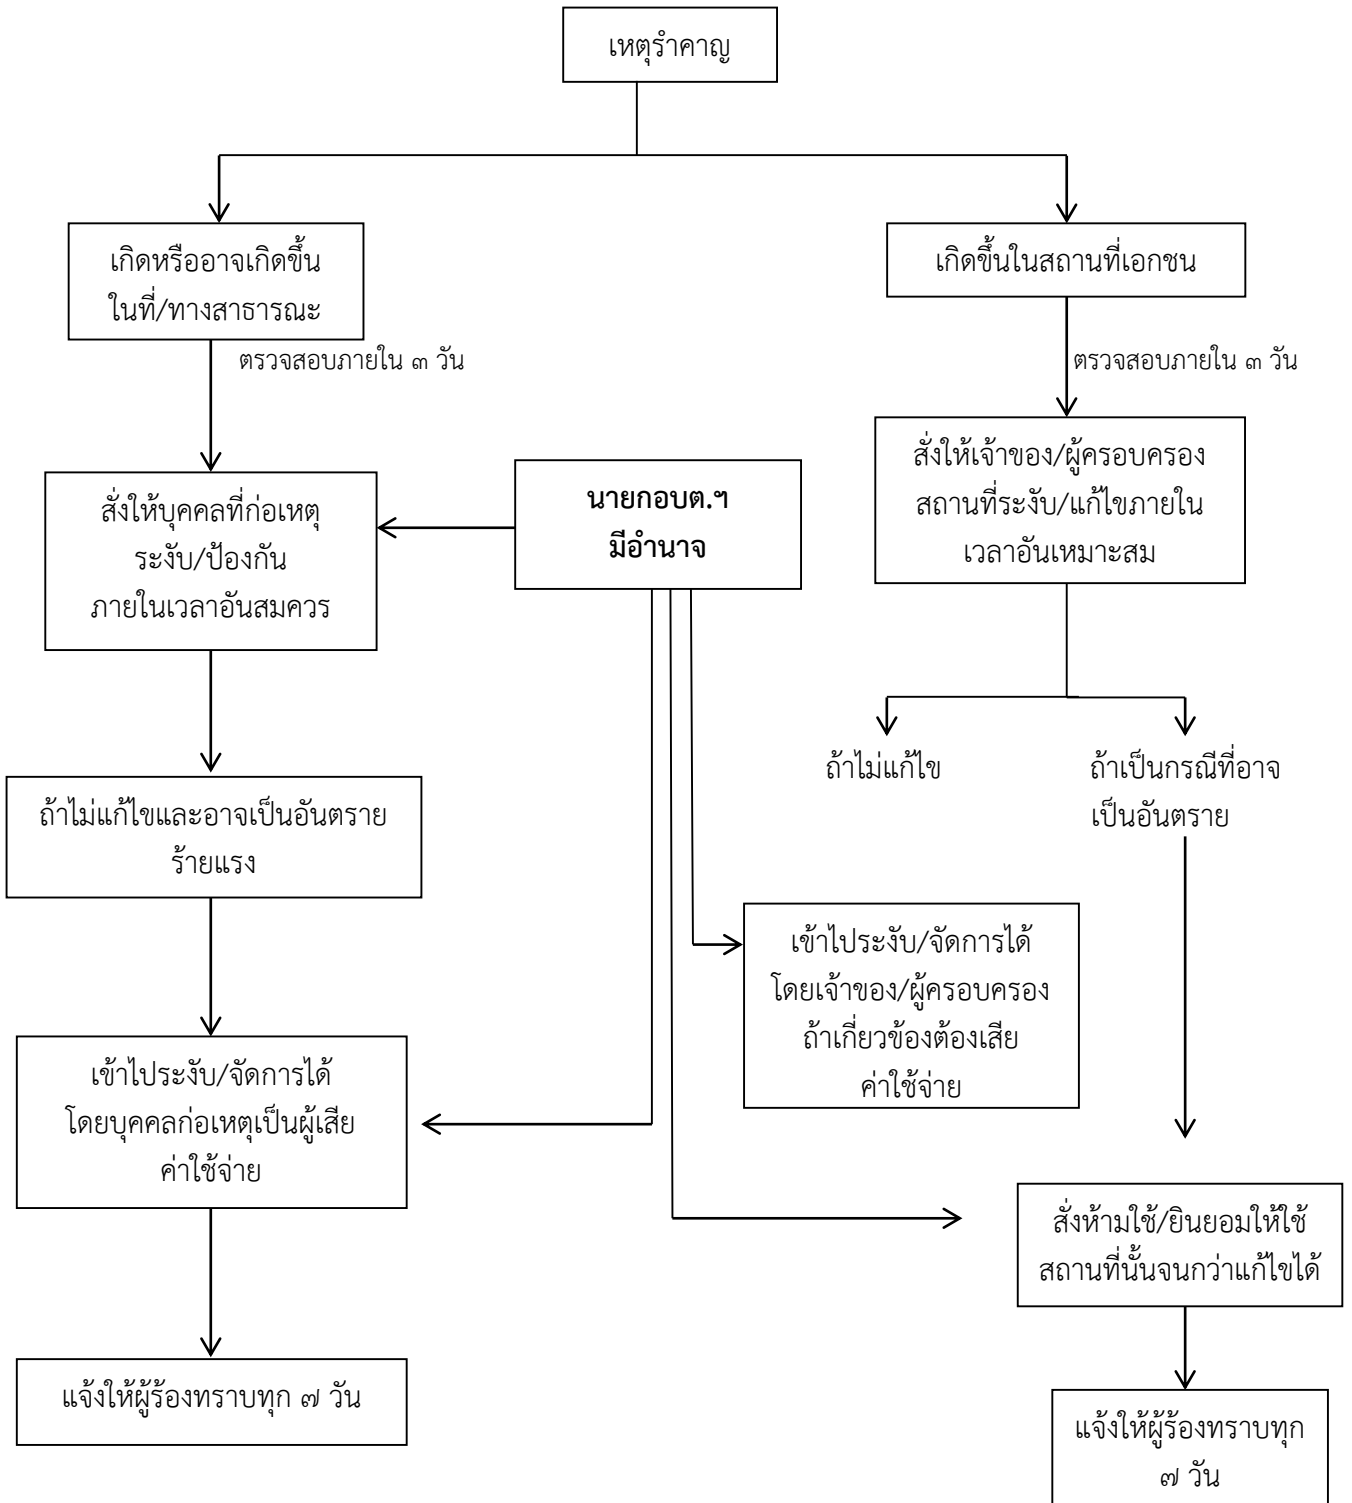 เหตุรำคาญ
เกิดหรืออาจเกิดขึ้น
ในที่/ทางสาธารณะ
เกิดขึ้นในสถานที่เอกชน
ตรวจสอบภายใน ๓ วัน
ตรวจสอบภายใน ๓ วัน
สั่งให้บุคคลที่ก่อเหตุ
ระงับ/ป้องกัน
ภายในเวลาอันสมควร
นายกอบต.ฯ
มีอำนาจ
สั่งให้เจ้าของ/ผู้ครอบครอง
สถานที่ระงับ/แก้ไขภายใน
เวลาอันเหมาะสม
ถ้าไม่แก้ไข
ถ้าเป็นกรณีที่อาจ
เป็นอันตราย
ถ้าไม่แก้ไขและอาจเป็นอันตราย
ร้ายแรง
เข้าไประงับ/จัดการได้
โดยเจ้าของ/ผู้ครอบครอง
ถ้าเกี่ยวข้องต้องเสีย
ค่าใช้จ่าย
เข้าไประงับ/จัดการได้
โดยบุคคลก่อเหตุเป็นผู้เสีย
ค่าใช้จ่าย
สั่งห้ามใช้/ยินยอมให้ใช้
สถานที่นั้นจนกว่าแก้ไขได้
แจ้งให้ผู้ร้องทราบทุก ๗ วัน
แจ้งให้ผู้ร้องทราบทุก
๗ วัน